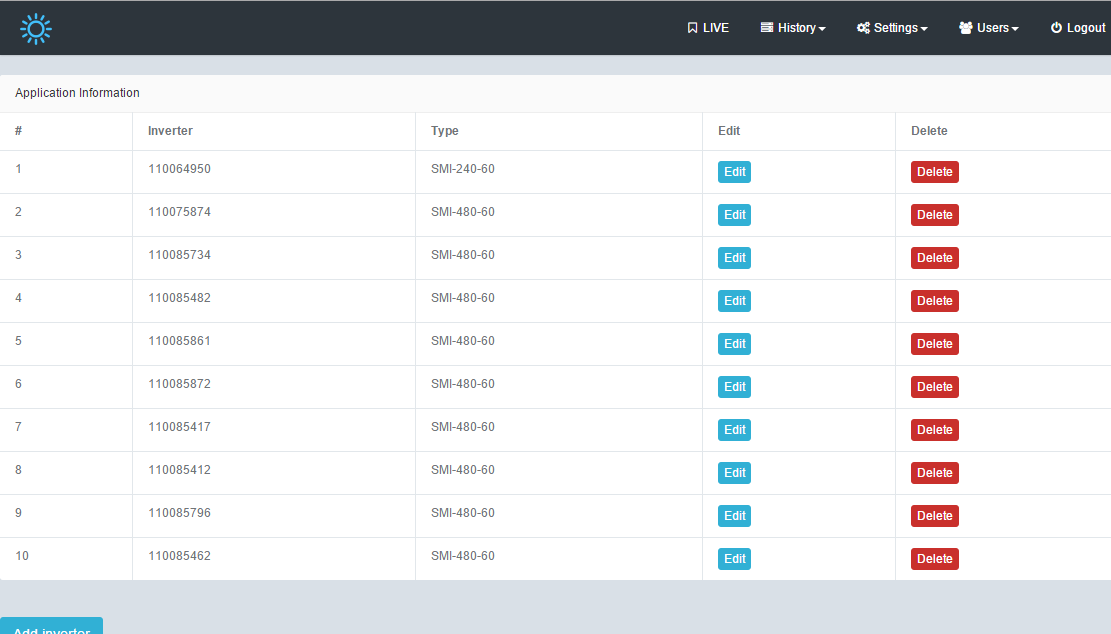 LIVE History Settings Users Logout
Application Information
# Inverter Type Edit Delete
1 110064950 SMI-240-60 Edit Delete
2 110075874 SMI-480-60 Edit Delete
3 110085734 SMI-480-60 Edit Delete
4 110085482 SMI-480-60 Edit Delete
5 110085861 SMI-480-60 Edit Delete
6 110085872 SMI-480-60 Edit Delete
7 110085417 SMI-480-60 Edit Delete
8 110085412 SMI-480-60 Edit Delete
9 110085796 SMI-480-60 Edit Delete
10 110085462 SMI-480-60 Edit Delete
Add inverter